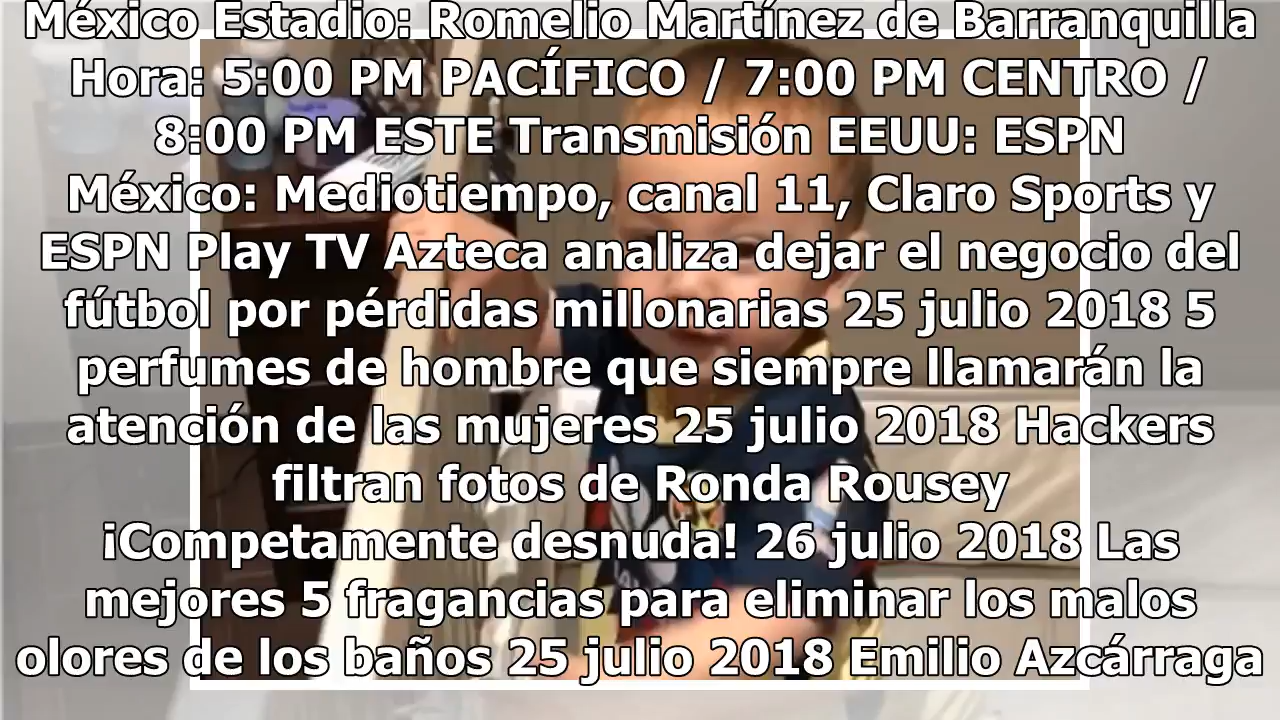 México Estadio: Romelio Martínez de Barranquilla
Hora: 5:00 PM PACÍFICO / 7:00 PM CENTRO /
8:00 PM ESTE Transmisión EEUU: ESPN
México: Mediotiempo, canal 11, Claro Sports y
ESPN Play TV Azteca analiza dejar el negocio del
fútbol por pérdidas millonarias 25 julio 2018 5
perfumes de hombre que siempre llamarán la
atención de las mujeres 25 julio 2018 Hackers
filtran fotos de Ronda Rousey
¡Competamente desnuda! 26 julio 2018 Las
mejores 5 fragancias para eliminar los malos
olores de los baños 25 julio 2018 Emilio Azcárraga